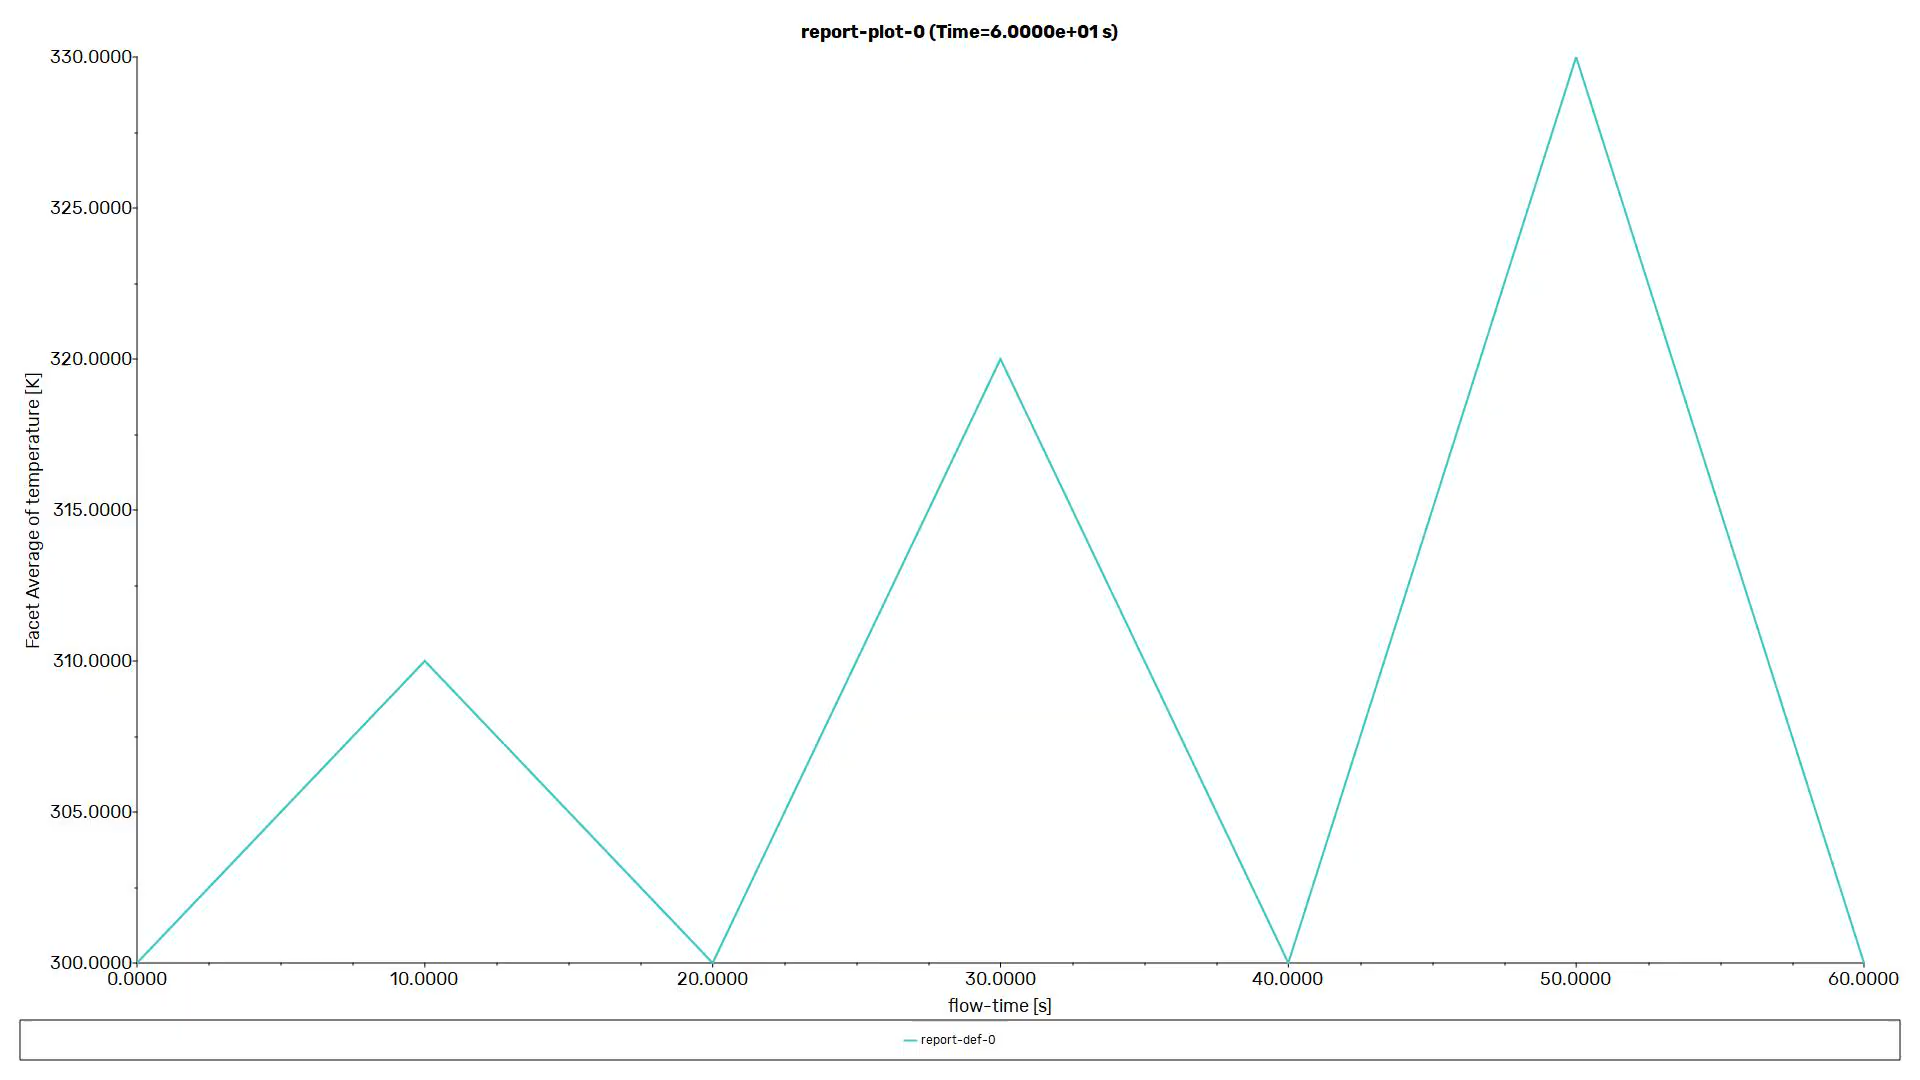 report-plot-0 (Time=6.0000e+01 s)
330.0000
325.0000
320.0000
315.0000
310.0000
305.0000
300.0000
Facet Average of temperature [K]
0.0000 10.0000 20.0000 30.0000 40.0000 50.0000 60.0000
flow-time [s]
report-def-0